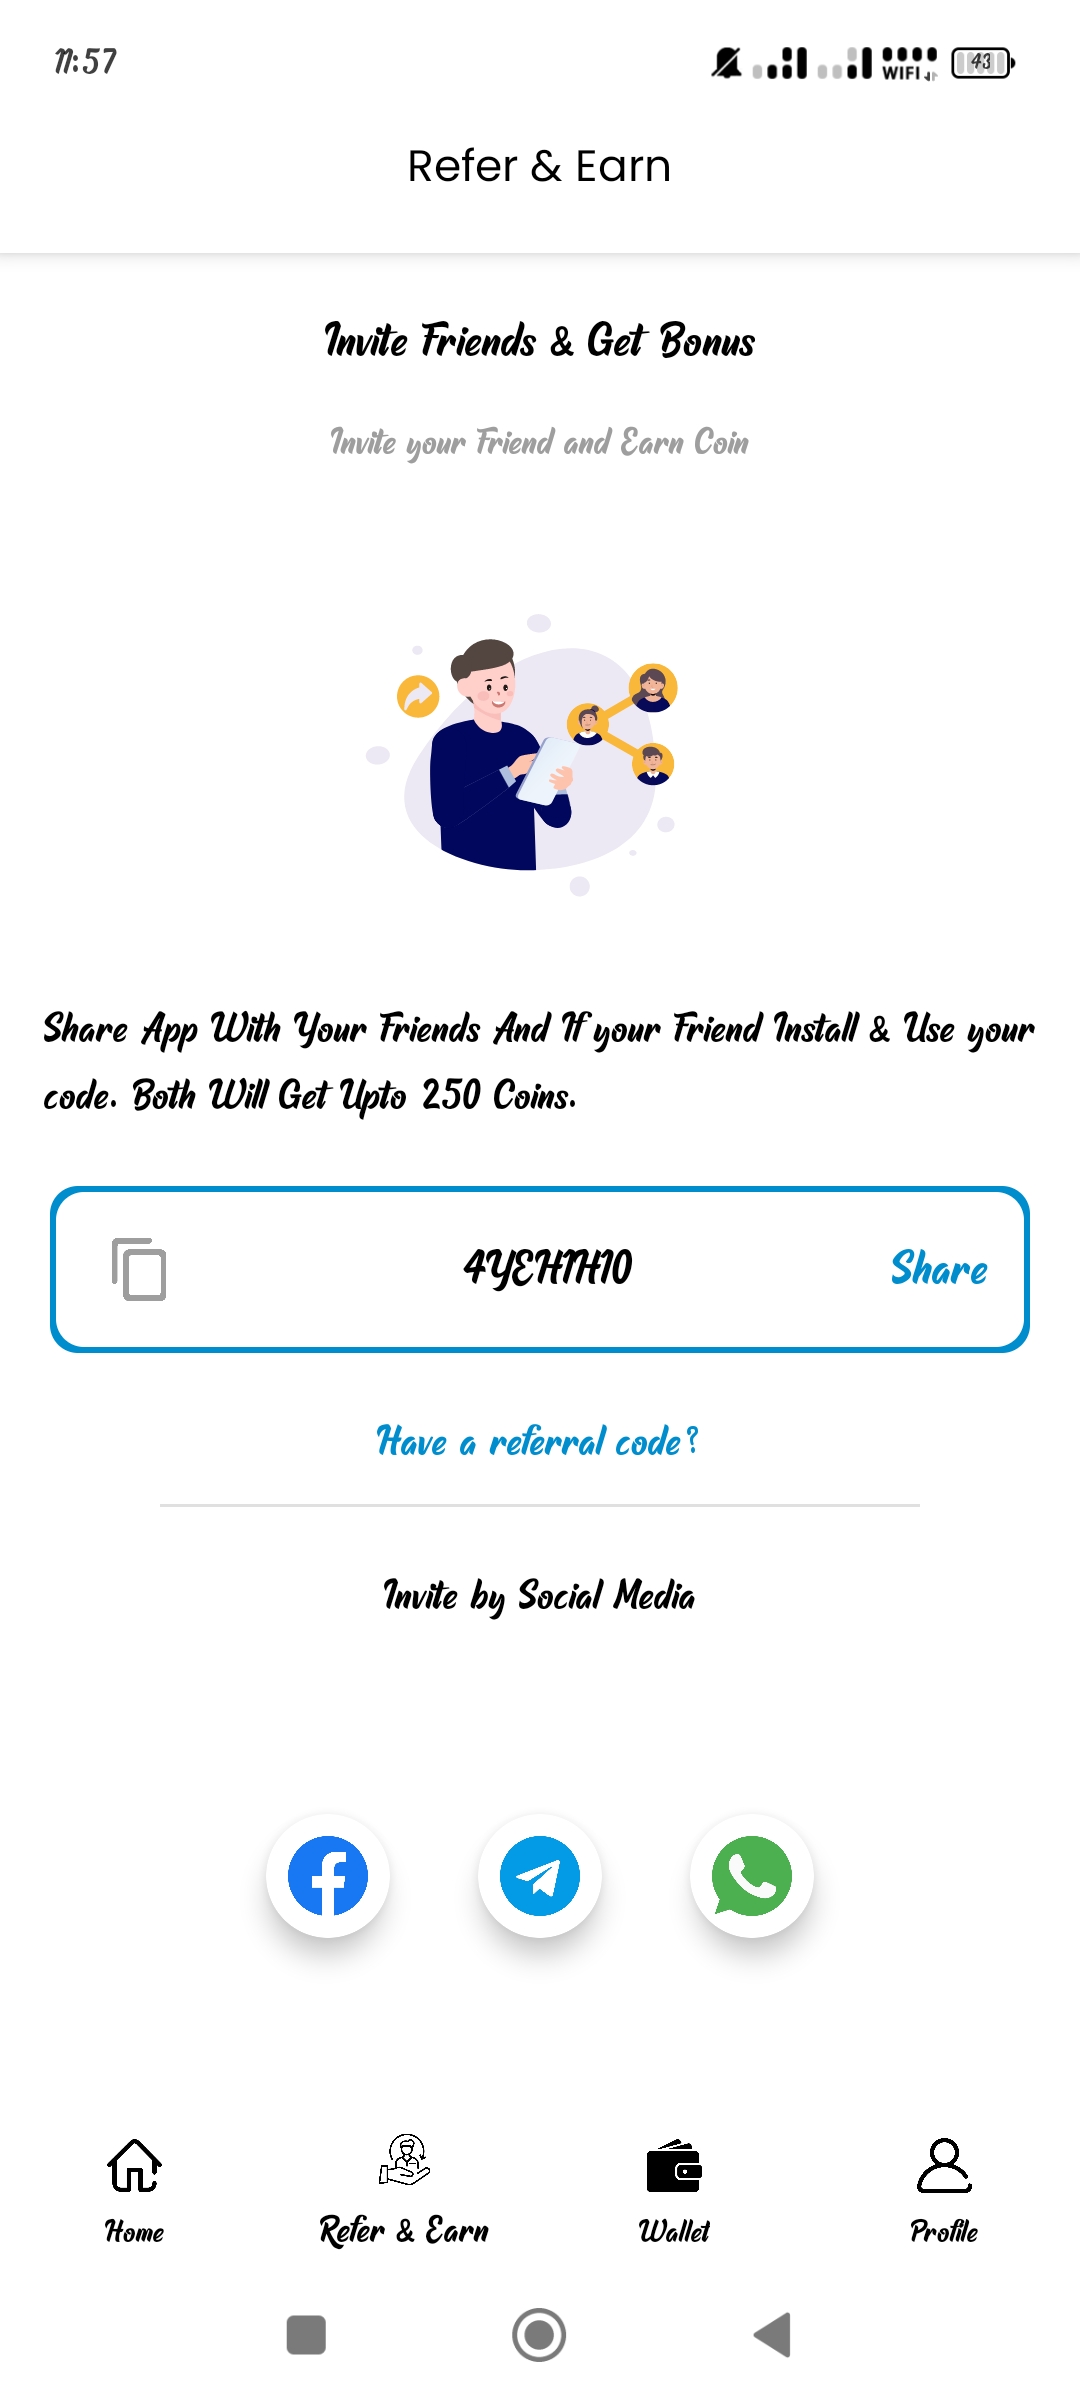 11:57
WIFI
43
Refer & Earn
Invite Friends & Get Bonus
Invite your Friend and Earn Coin
Share App With Your Friends And If your Friend Install & Use your
code. Both Will Get Upto 250 Coins.
4YEH1H10
Share
Have a referral code?
Invite by Social Media
Home
Refer & Earn
Wallet
Profile